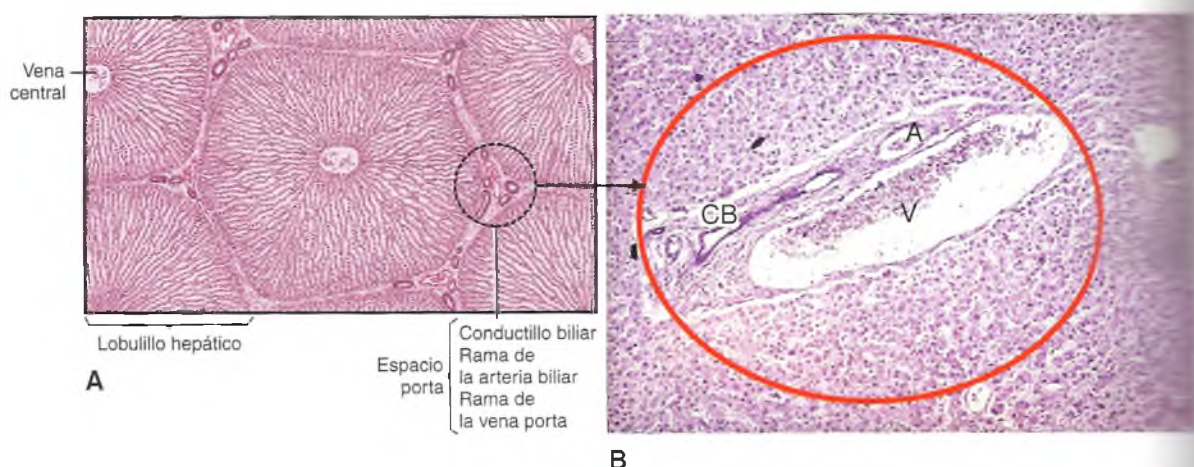 Vena
central
Lobulillo hepático
A
Espacio
porta
Conductillo biliar
Rama de
la arteria biliar
Rama de
la vena porta
A
CB
V
B